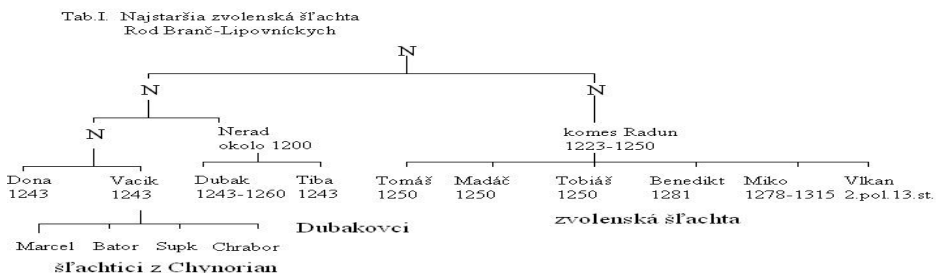 Tab.I. Najstaršia zvolenská šľachta
Rod Branč-Lipovníckych
N
N N
N Nerad komes Radun
okolo 1200 1223-1250
Dona Vacik Dubak Tiba Tomáš Madáč Tobiáš Benedikt Miko Vlkan
1243 1243 1243-1260 1243 1250 1250 1250 1281 1278-1315 2.pol.13.st.
Dubakovci zvolenská šľachta
Marcel Bator Supk Chrabor
šľachtici z Chynorian